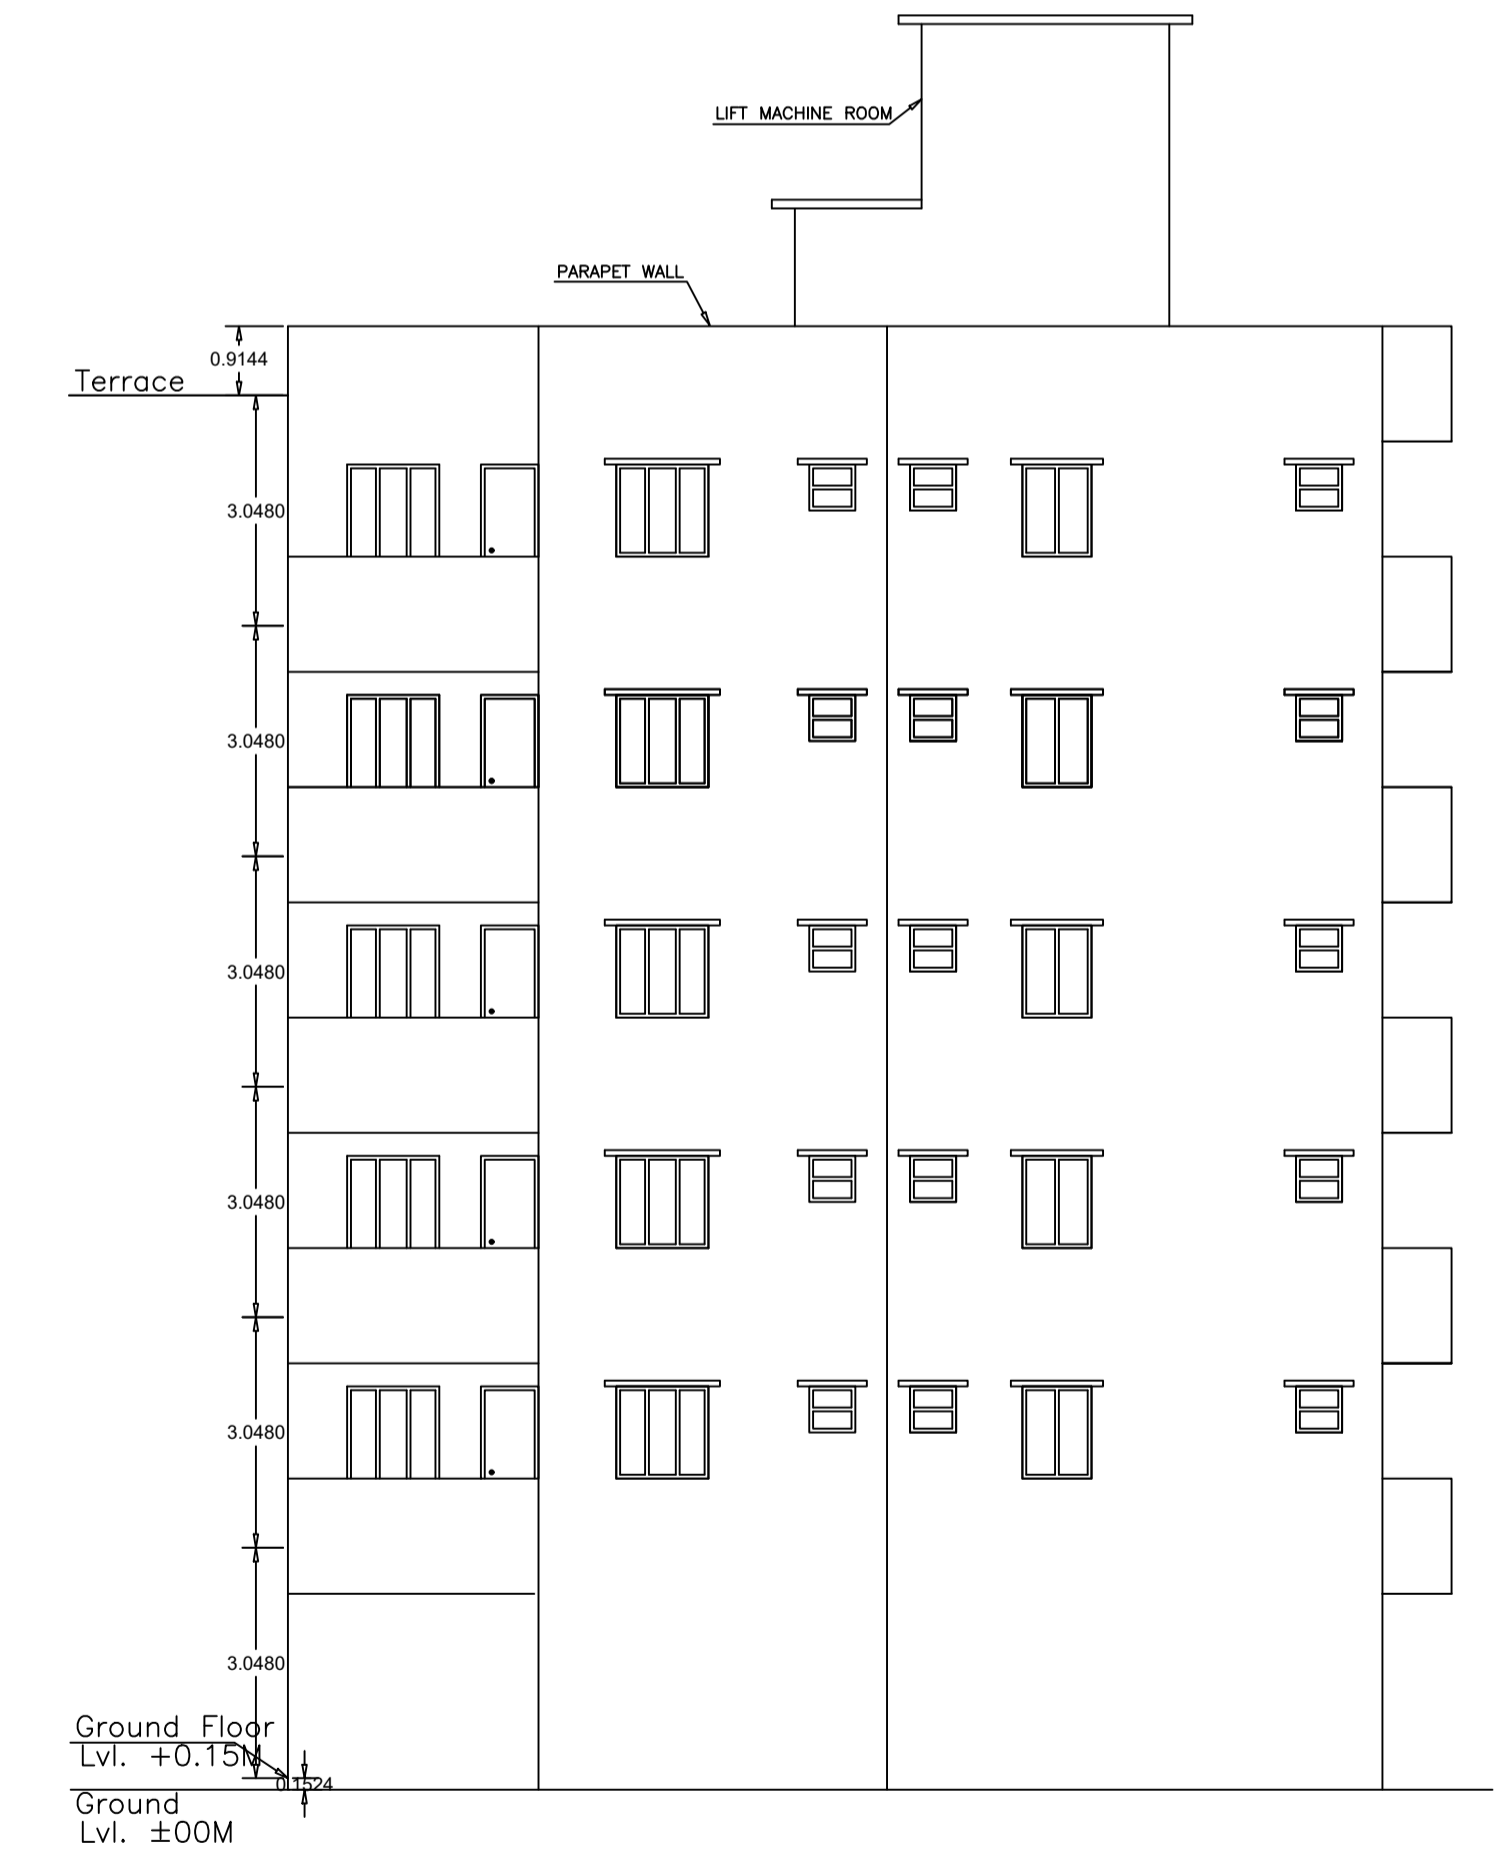 LIFT MACHINE ROOM
PARAPET WALL
0.9144
Terrace
3.0480
3.0480
3.0480
3.0480
3.0480
3.0480
Ground Floor
Lvl. +0.15M
0.1524
Ground
Lvl. ±00M